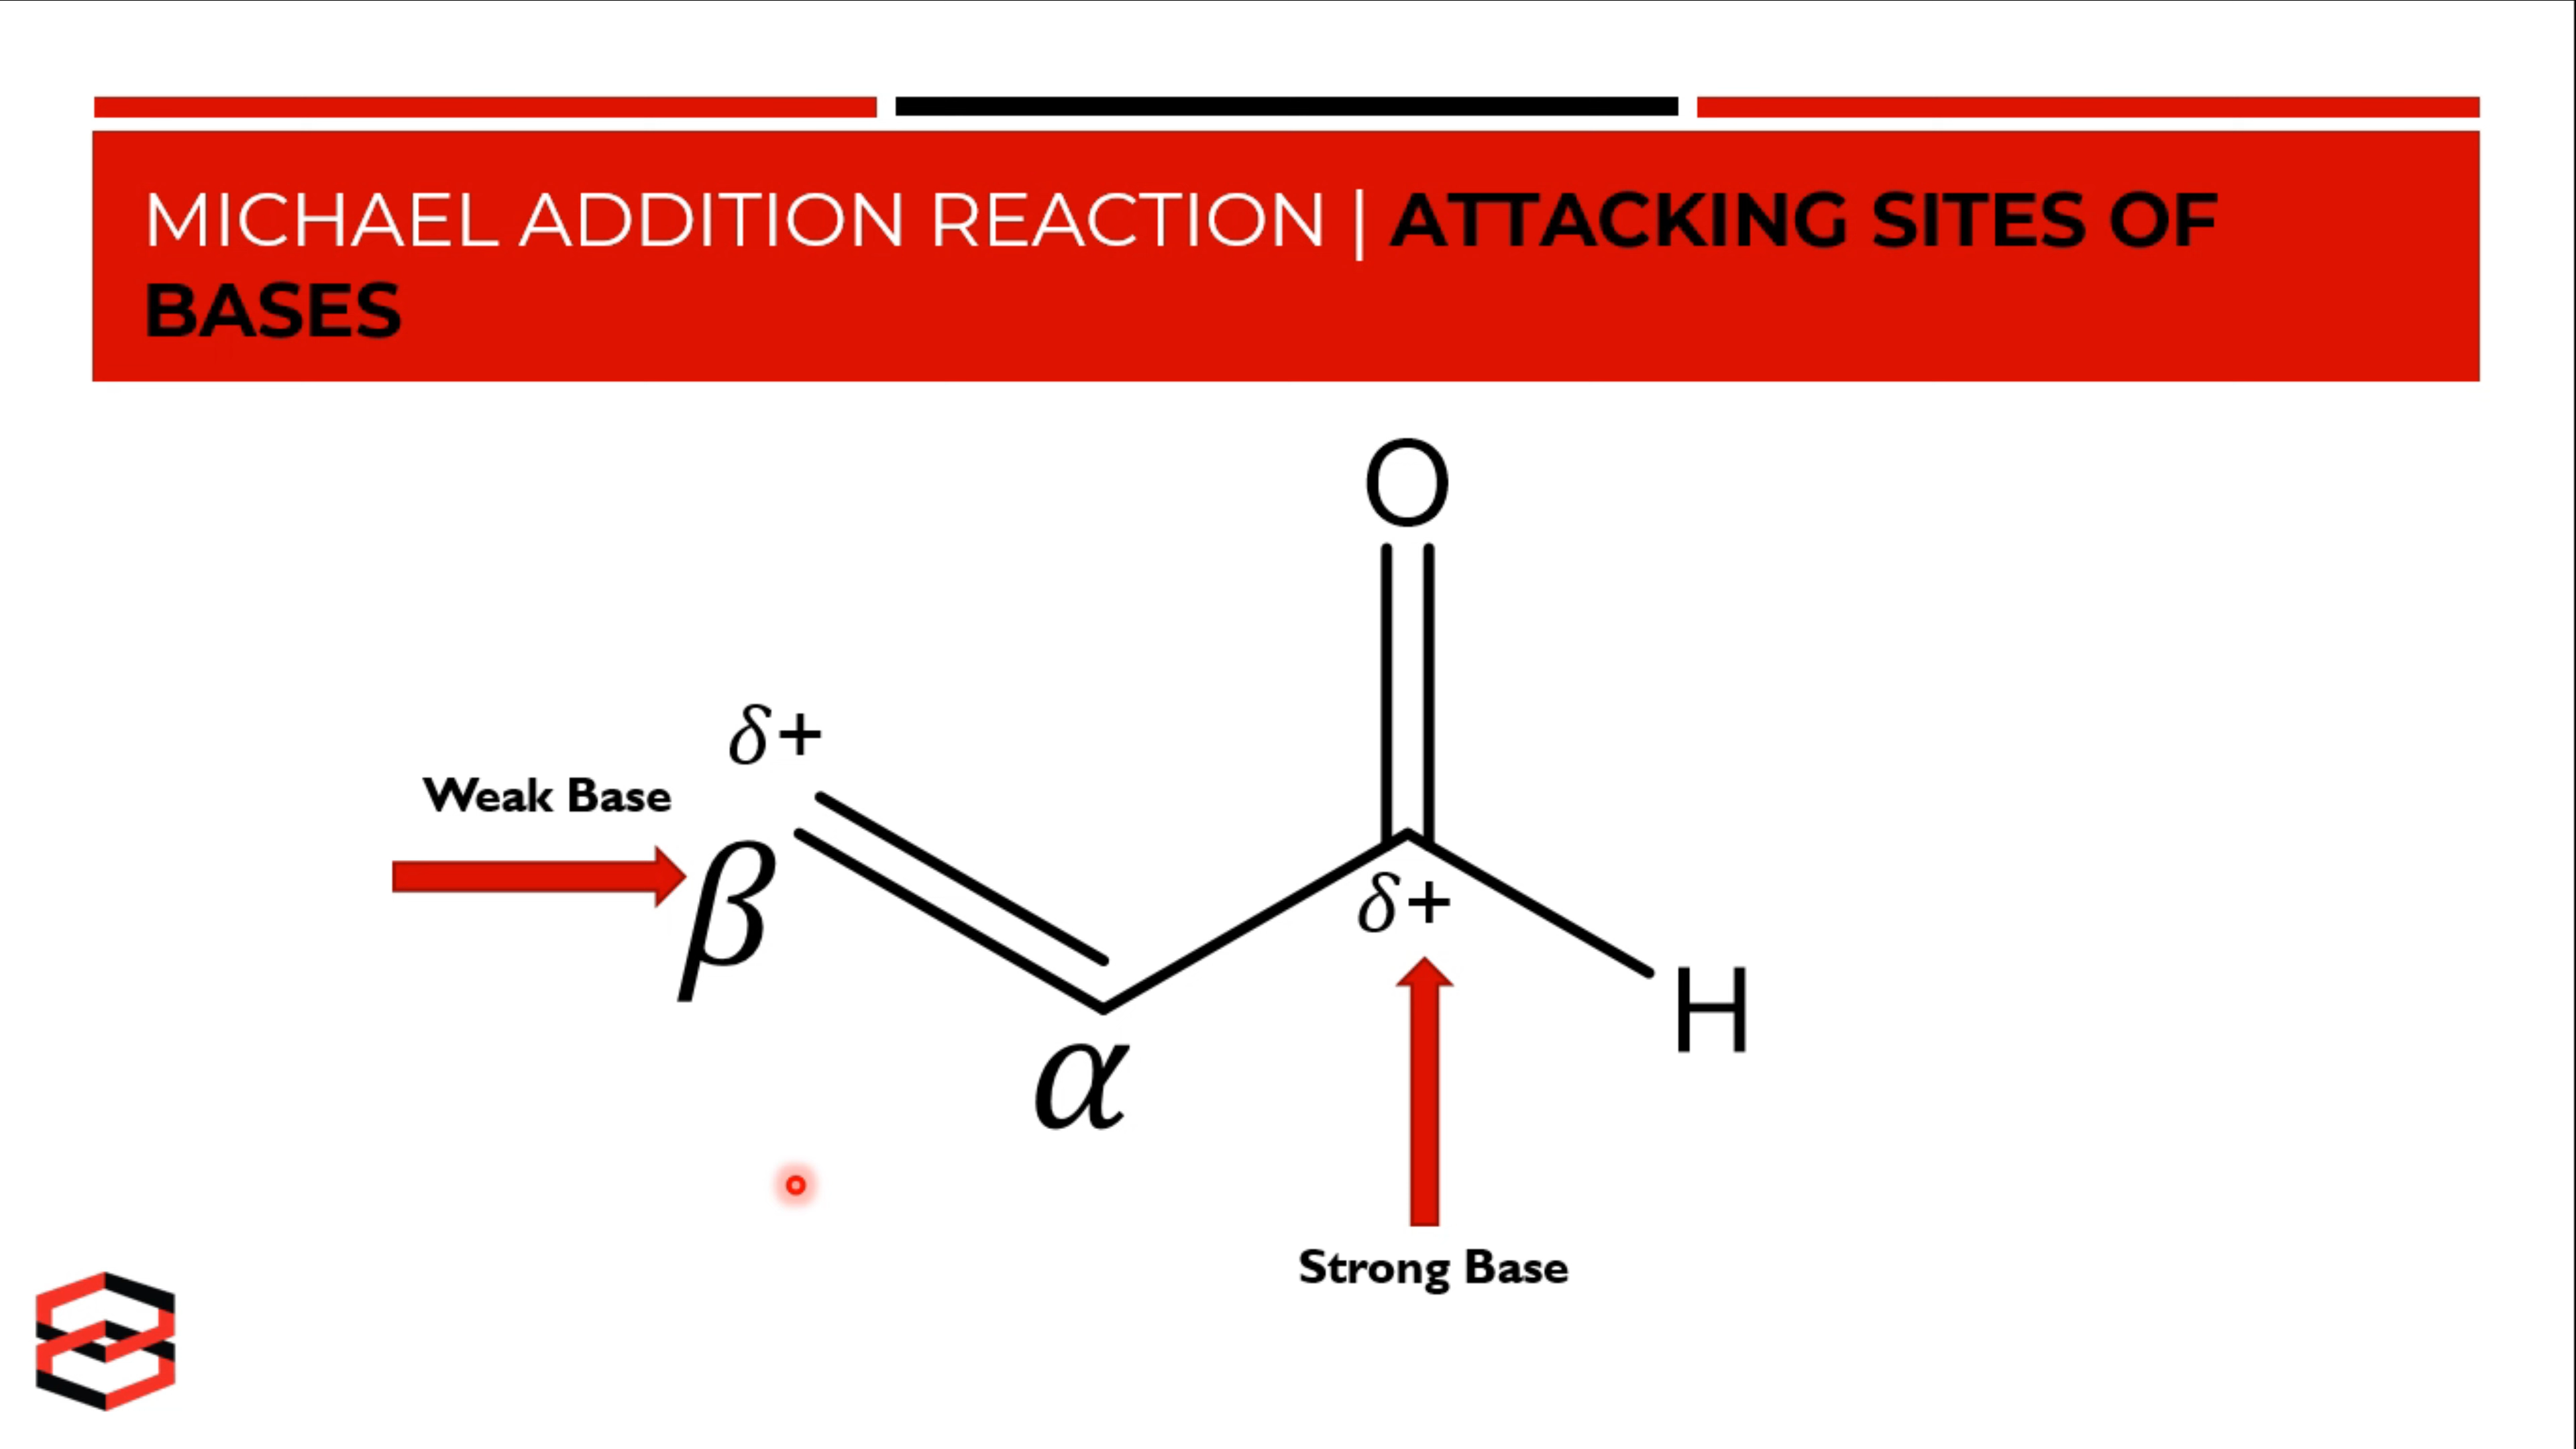 MICHAEL ADDITION REACTION | ATTACKING SITES OF
BASES
O
δ+
Weak Base
β
δ+
H
α
Strong Base